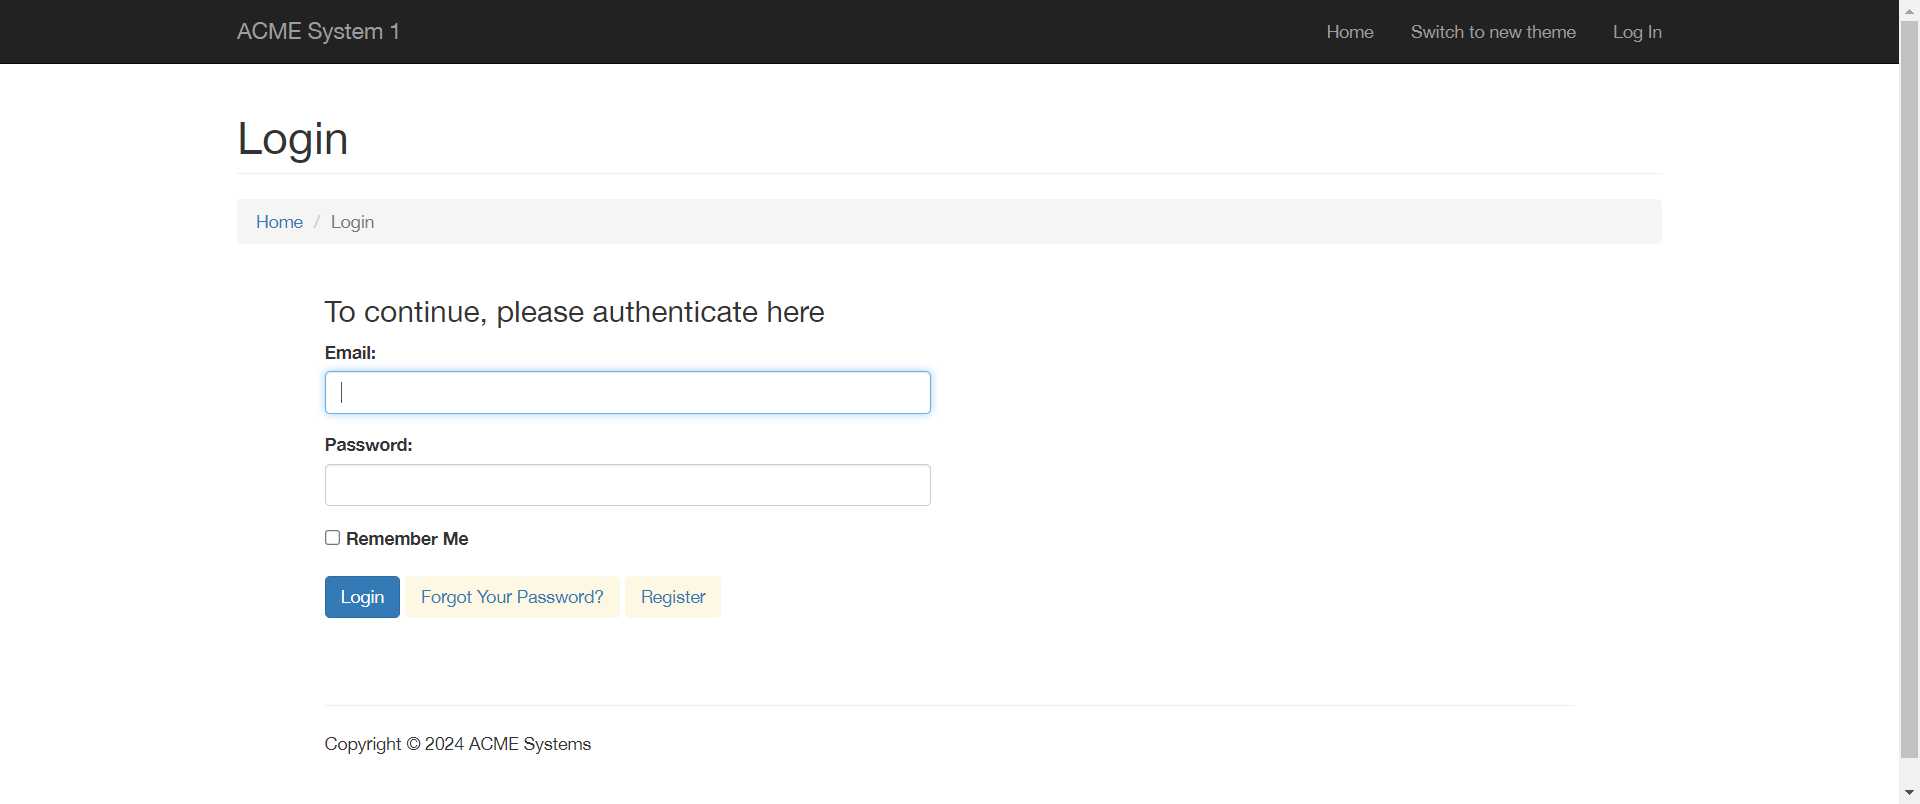 ACME System 1
Home
Switch to new theme
Log In
Login
Home / Login
To continue, please authenticate here
Email:
Password:
Remember Me
Login
Forgot Your Password?
Register
Copyright © 2024 ACME Systems